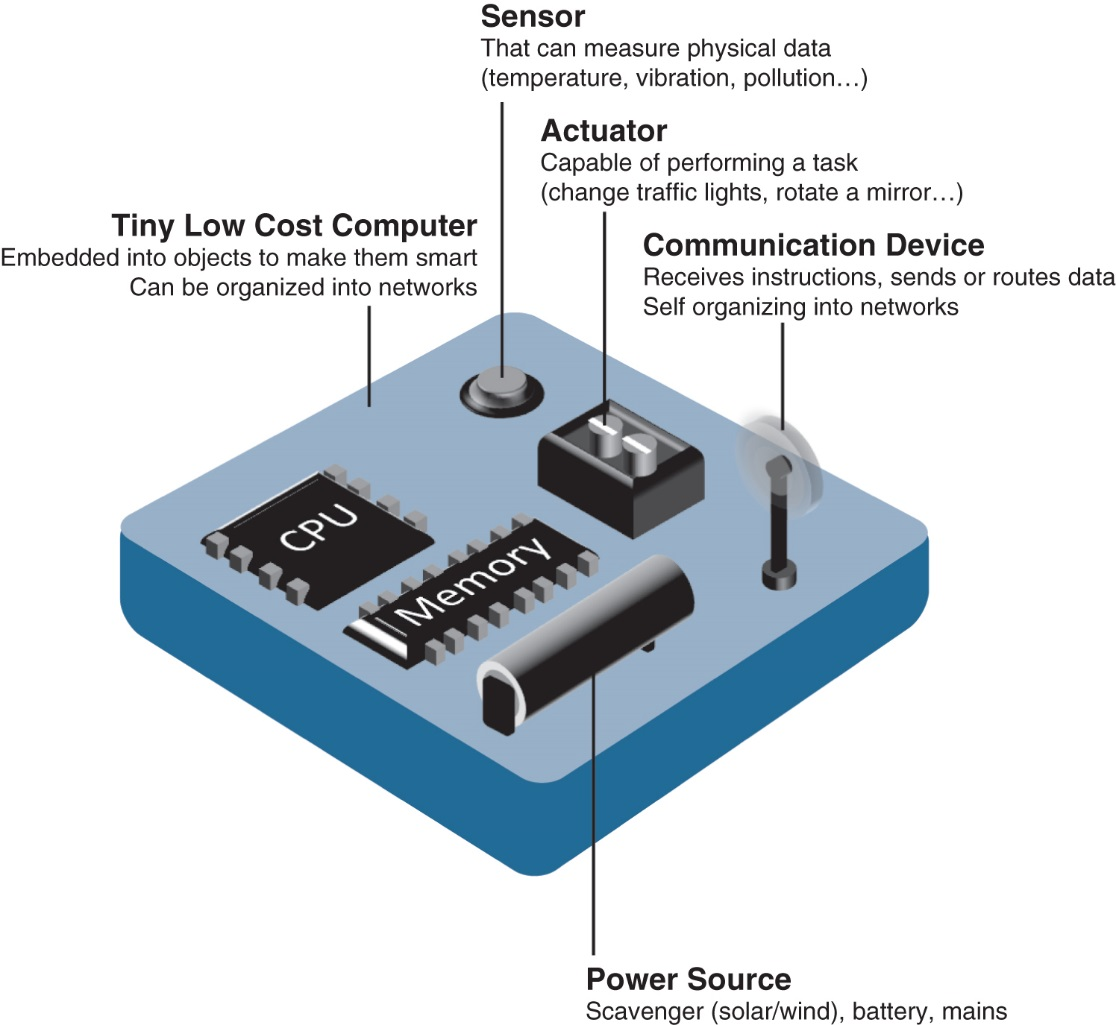 Sensor
That can measure physical data
(temperature, vibration, pollution…)
Actuator
Capable of performing a task
(change traffic lights, rotate a mirror…)
Tiny Low Cost Computer
Embedded into objects to make them smart
Can be organized into networks
Communication Device
Receives instructions, sends or routes data
Self organizing into networks
CPU
Memory
Power Source
Scavenger (solar/wind), battery, mains